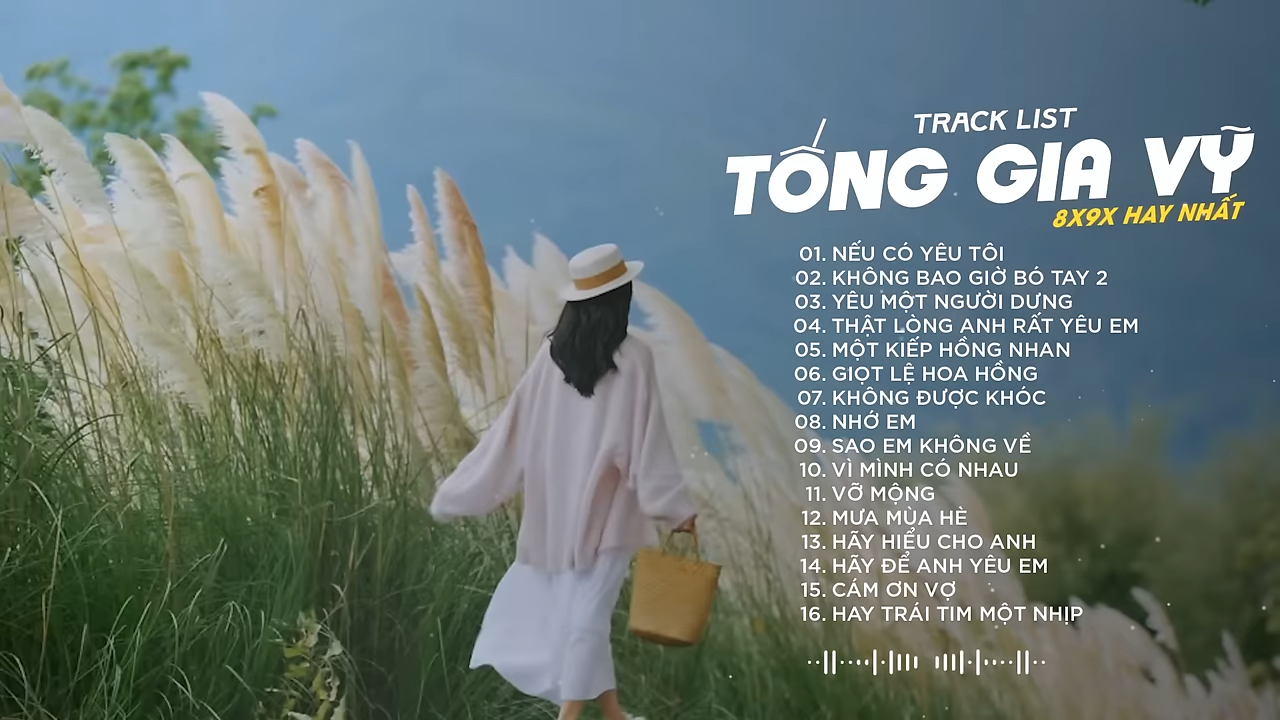 TRACK LIST
TỐNG GIA VỸ
8X9X HAY NHẤT
01. NẾU CÓ YÊU TÔI
02. KHÔNG BAO GIỜ BÓ TAY 2
03. YÊU MỘT NGƯỜI DƯNG
04. THẬT LÒNG ANH RẤT YÊU EM
05. MỘT KIẾP HỒNG NHAN
06. GIỌT LỆ HOA HỒNG
07. KHÔNG ĐƯỢC KHÓC
08. NHỚ EM
09. SAO EM KHÔNG VỀ
10. VÌ MÌNH CÓ NHAU
11. VỠ MỘNG
12. MƯA MÙA HÈ
13. HÃY HIỂU CHO ANH
14. HÃY ĐỂ ANH YÊU EM
15. CÁM ƠN VỢ
16. HAY TRÁI TIM MỘT NHỊP